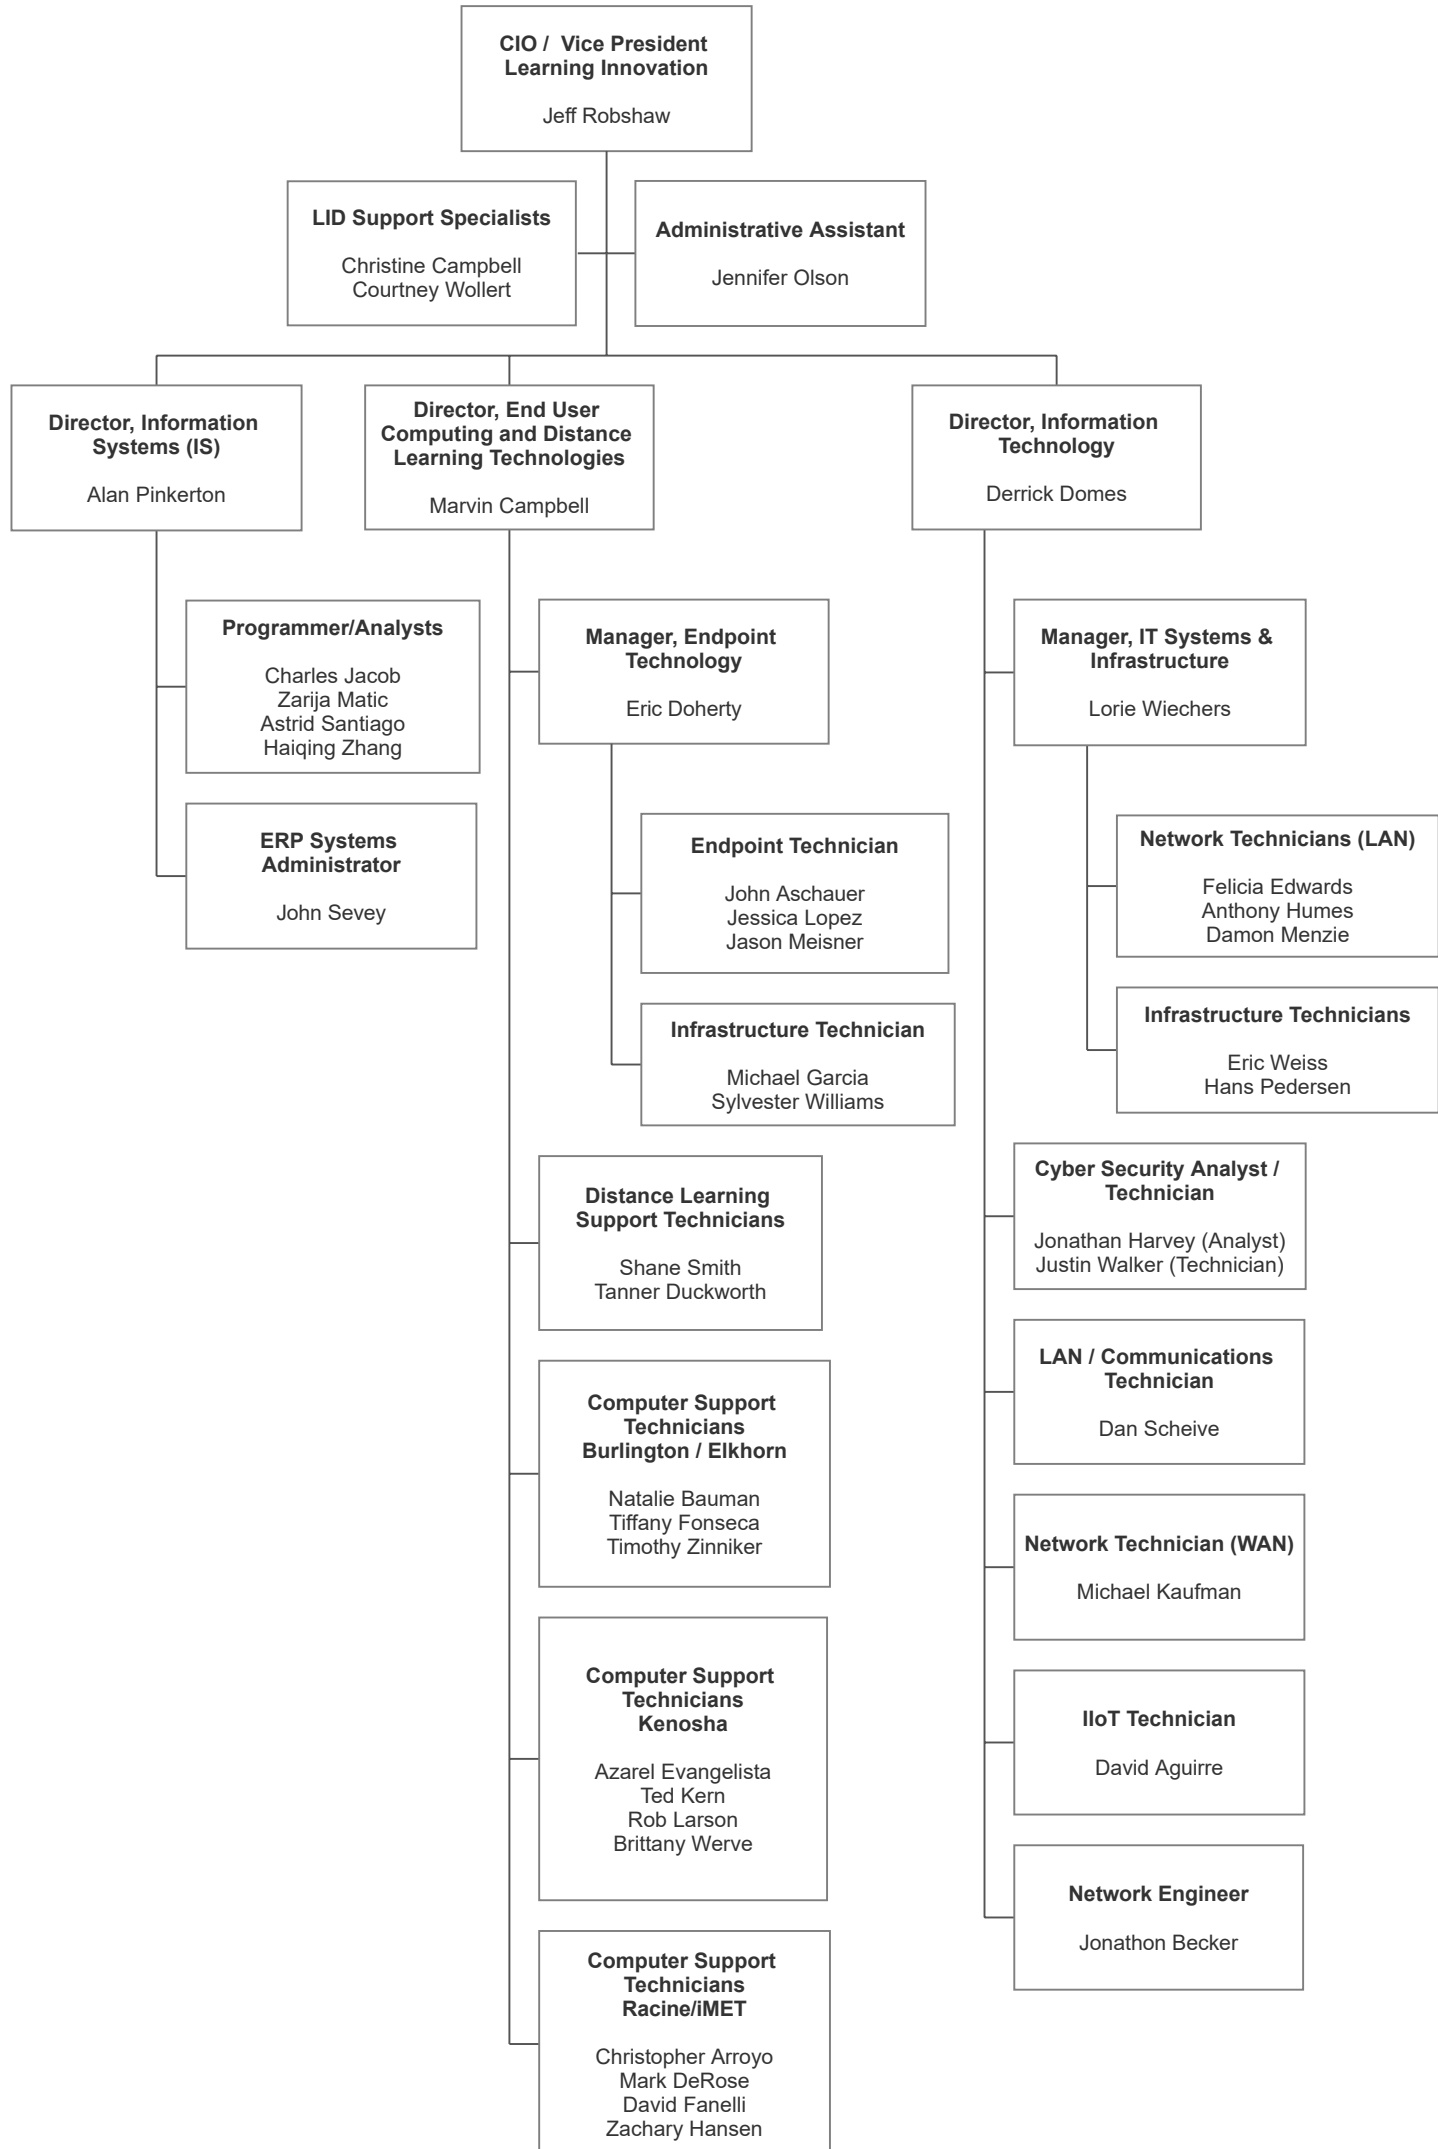 CIO / Vice President
Learning Innovation
Jeff Robshaw
LID Support Specialists
Christine Campbell
Courtney Wollert
Administrative Assistant
Jennifer Olson
Director, Information
Systems (IS)
Alan Pinkerton
Director, End User
Computing and Distance
Learning Technologies
Marvin Campbell
Director, Information
Technology
Derrick Domes
Programmer/Analysts
Charles Jacob
Zarija Matic
Astrid Santiago
Haiqing Zhang
ERP Systems
Administrator
John Sevey
Manager, Endpoint
Technology
Eric Doherty
Endpoint Technician
John Aschauer
Jessica Lopez
Jason Meisner
Infrastructure Technician
Michael Garcia
Sylvester Williams
Distance Learning
Support Technicians
Shane Smith
Tanner Duckworth
Computer Support
Technicians
Burlington / Elkhorn
Natalie Bauman
Tiffany Fonseca
Timothy Zinniker
Computer Support
Technicians
Kenosha
Azarel Evangelista
Ted Kern
Rob Larson
Brittany Werve
Computer Support
Technicians
Racine/iMET
Christopher Arroyo
Mark DeRose
David Fanelli
Zachary Hansen
Manager, IT Systems &
Infrastructure
Lorie Wiechers
Network Technicians (LAN)
Felicia Edwards
Anthony Humes
Damon Menzie
Infrastructure Technicians
Eric Weiss
Hans Pedersen
Cyber Security Analyst /
Technician
Jonathan Harvey (Analyst)
Justin Walker (Technician)
LAN / Communications
Technician
Dan Scheive
Network Technician (WAN)
Michael Kaufman
IIoT Technician
David Aguirre
Network Engineer
Jonathon Becker